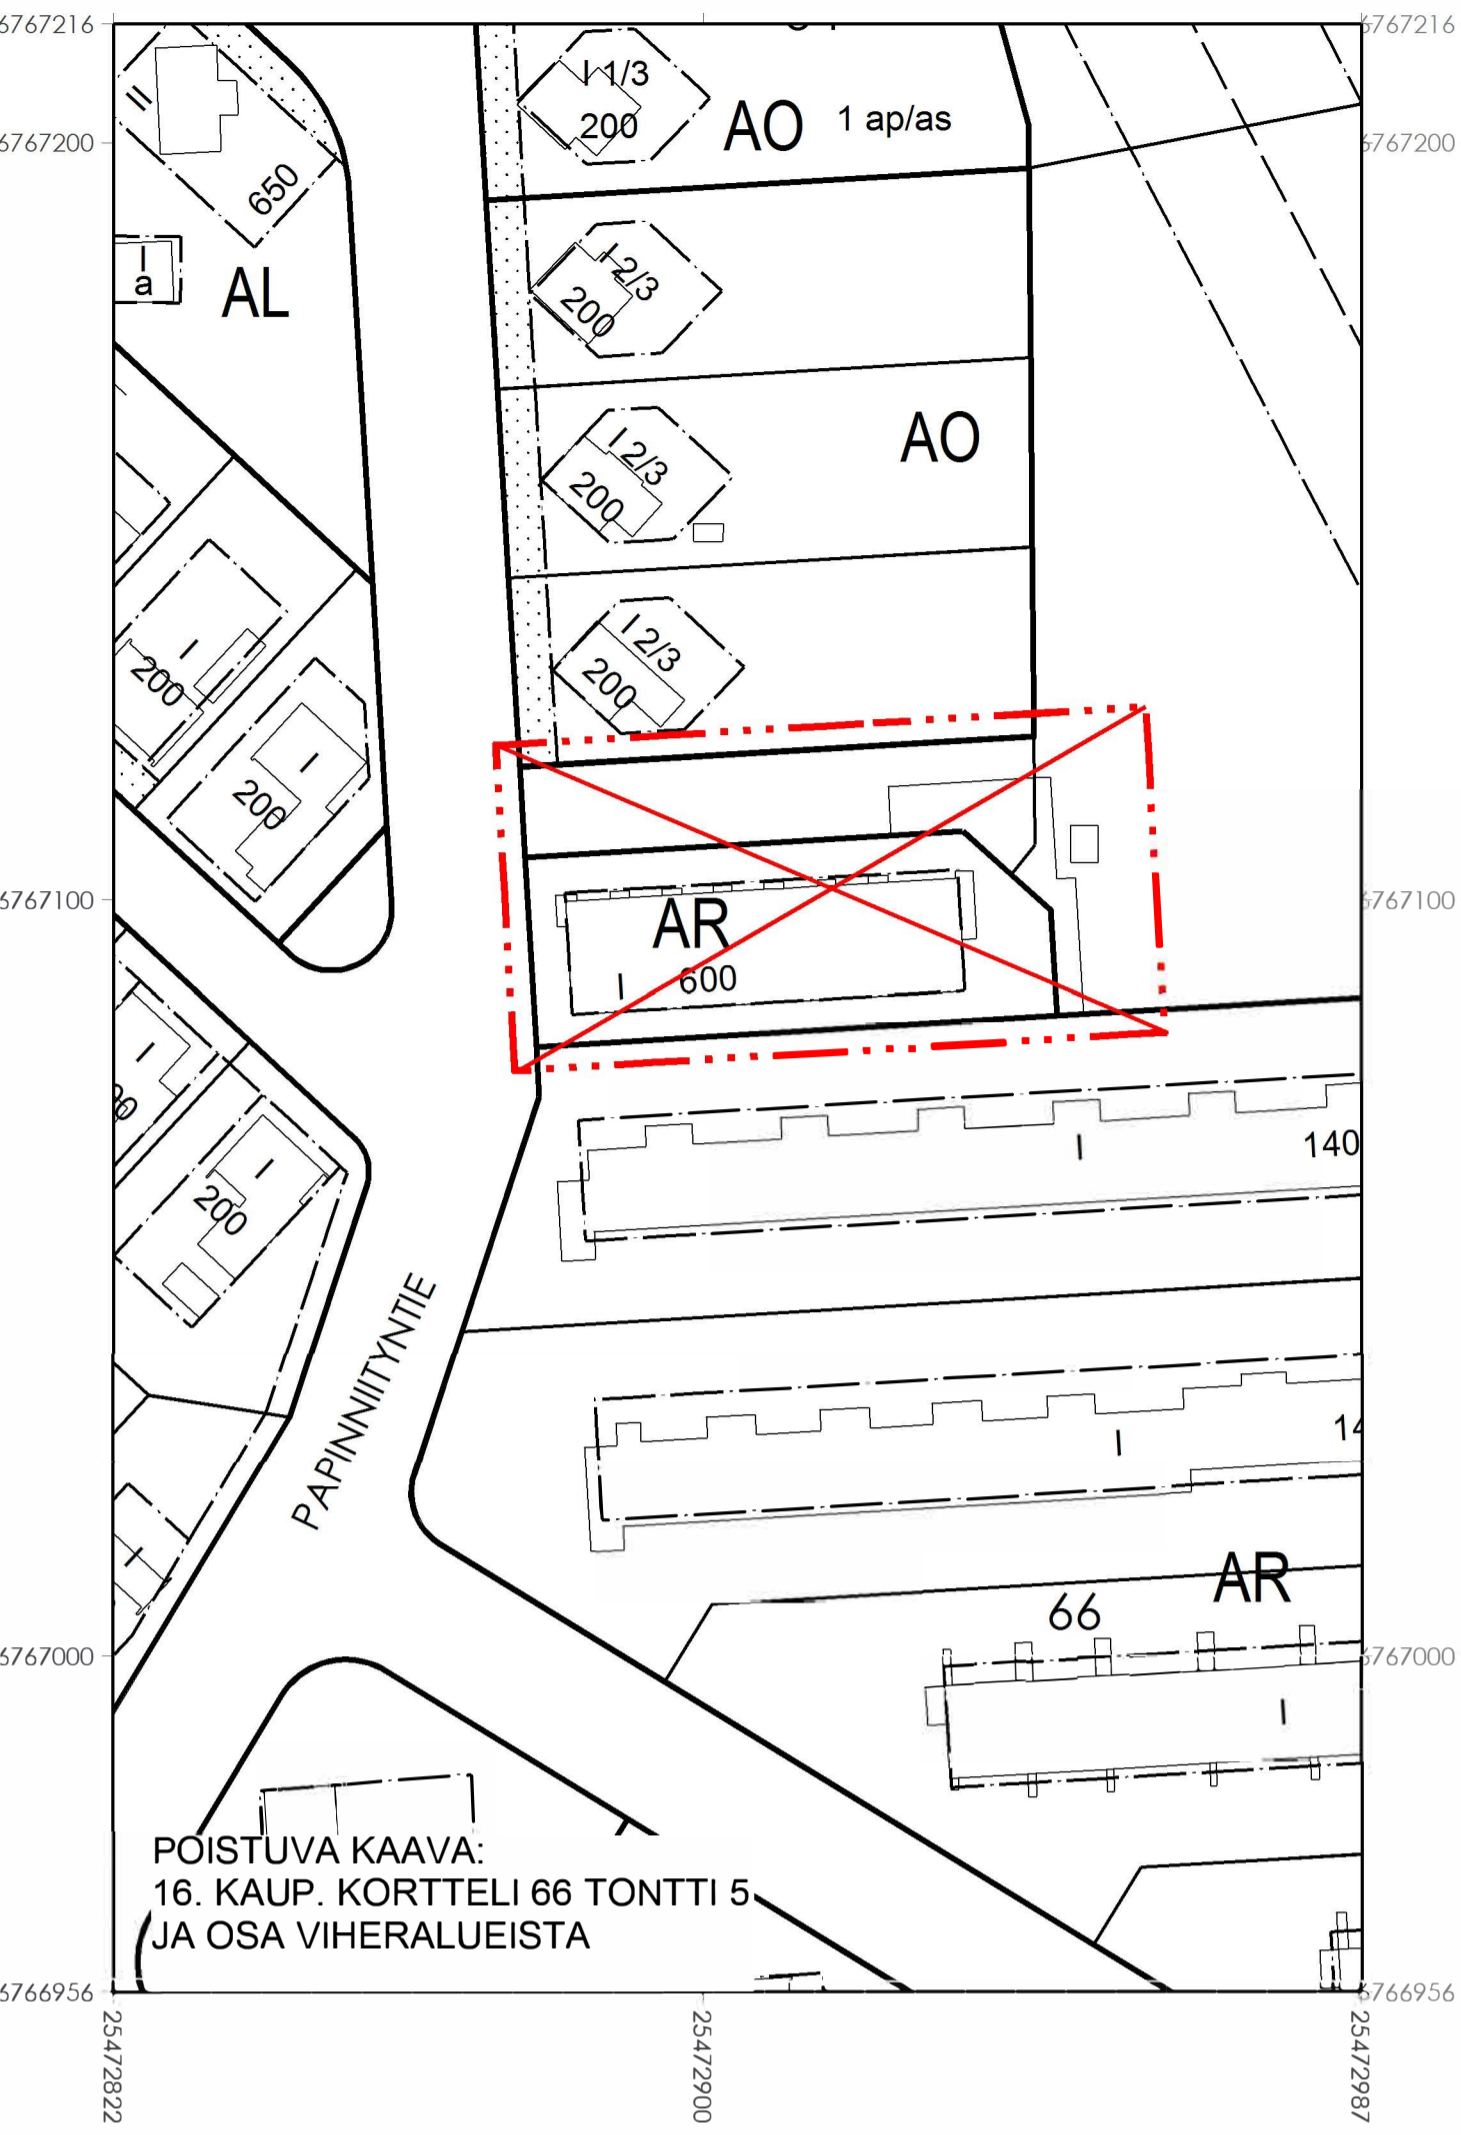 6767216
6767216
I 1/3
200
AO 1 ap/as
II
650
6767200
6767200
I
a
AL
I 2/3
200
AO
I 2/3
200
I 2/3
200
I
200
I
200
6767100
6767100
AR
I 600
I
I
200
I 140
PAPINNIITYNTIE
I 14
I
AR
66
6767000
6767000
I
POISTUVA KAAVA:
16. KAUP. KORTTELI 66 TONTTI 5
JA OSA VIHERALUEISTA
6766956
6766956
25472822
25472900
25472987